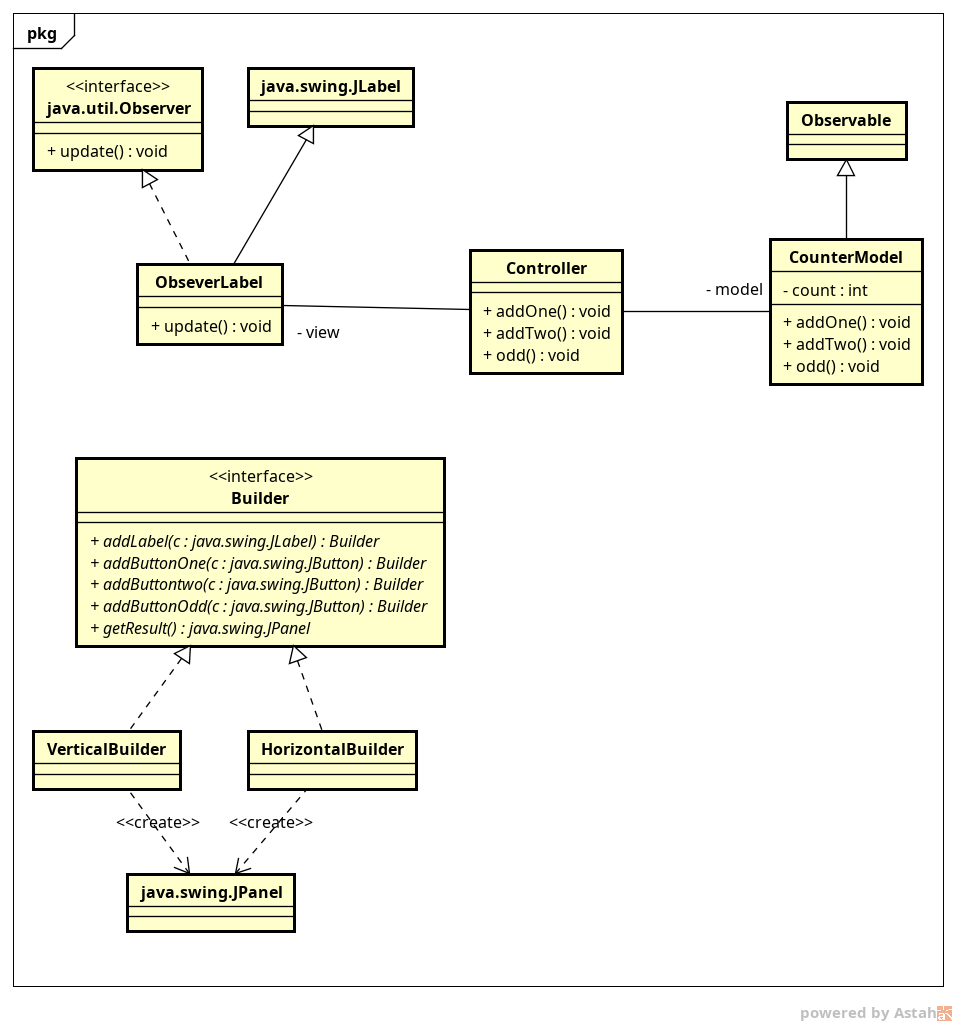 pkg
<<interface>>
java.util.Observer
+ update() : void
java.swing.JLabel
Observable
ObseverLabel
+ update() : void
- view
Controller
+ addOne() : void
+ addTwo() : void
+ odd() : void
- model
CounterModel
- count : int
+ addOne() : void
+ addTwo() : void
+ odd() : void
<<interface>>
Builder
+ addLabel(c : java.swing.JLabel) : Builder
+ addButtonOne(c : java.swing.JButton) : Builder
+ addButtontwo(c : java.swing.JButton) : Builder
+ addButtonOdd(c : java.swing.JButton) : Builder
+ getResult() : java.swing.JPanel
VerticalBuilder
HorizontalBuilder
<<create>>
<<create>>
java.swing.JPanel
powered by Astah